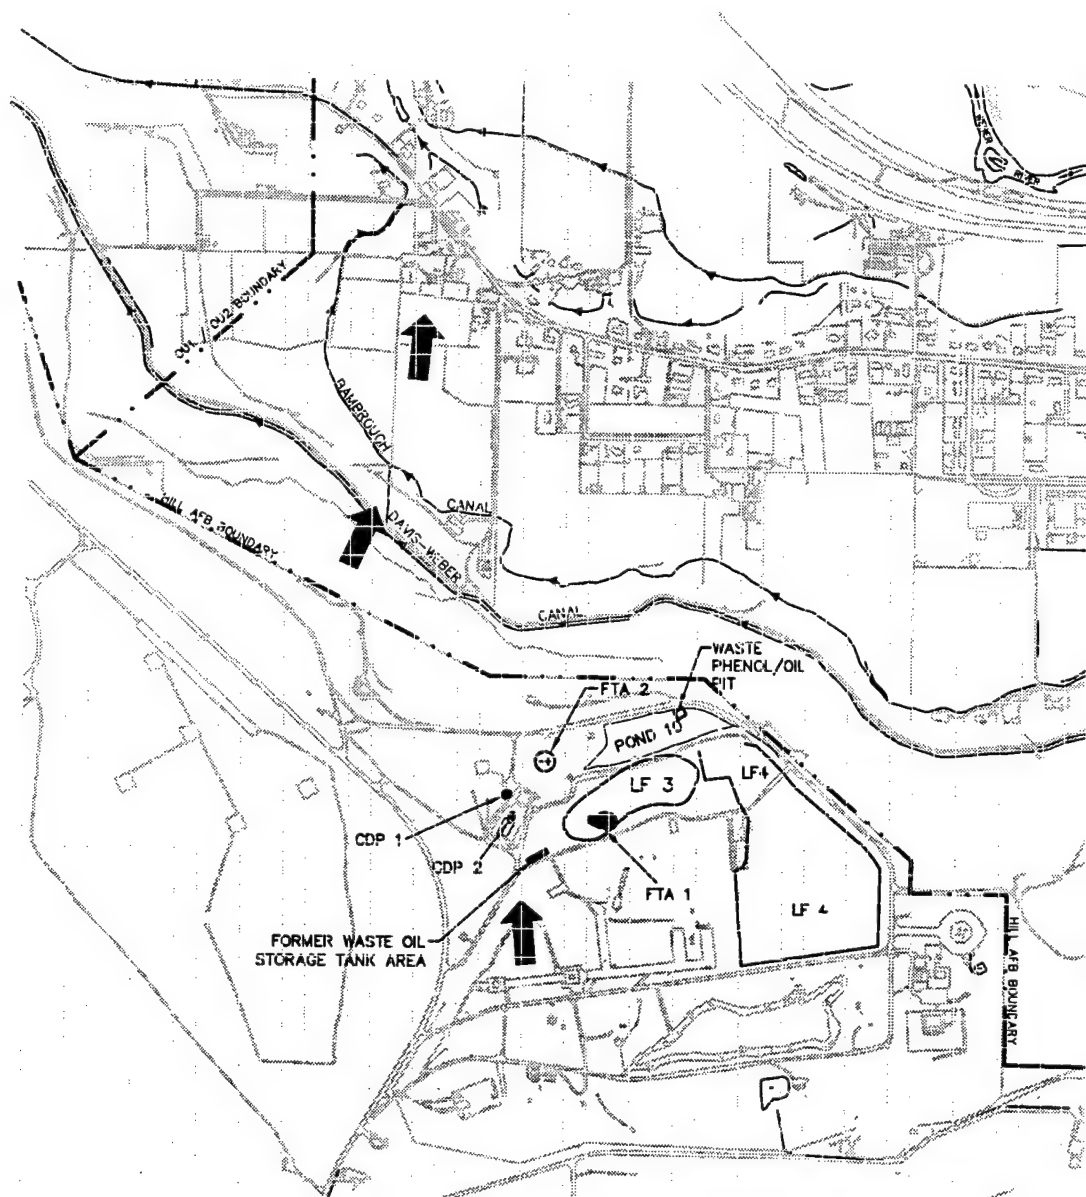 WEBER
RIVER
OU1 / OU2 BOUNDARY
BAMBROUGH
CANAL
HILL AFB BOUNDARY
DAVIS-WEBER
CANAL
WASTE
PHENOL/OIL
PIT
FTA 2
POND 10
LF 3
LF4
CDP 1
CDP 2
FTA 1
LF 4
FORMER WASTE OIL
STORAGE TANK AREA
HILL AFB BOUNDARY